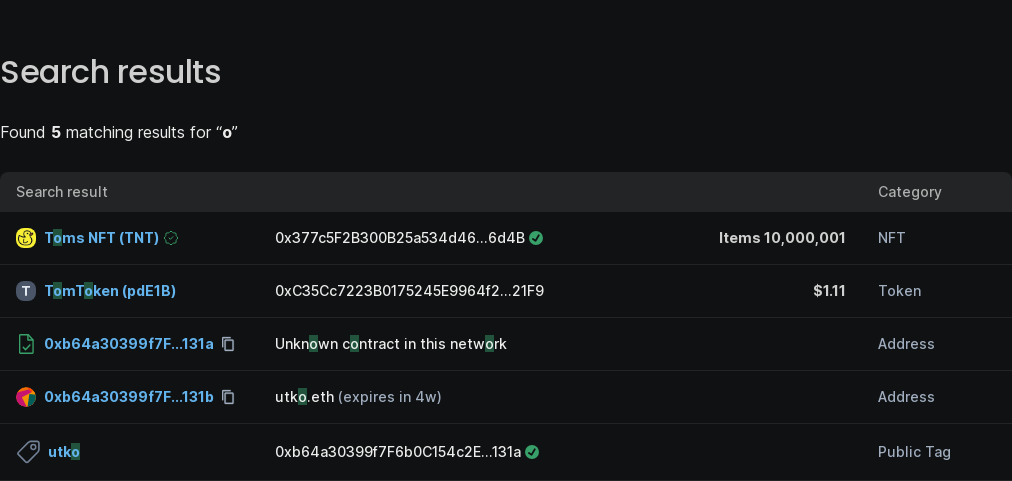 Search results
Found 5 matching results for “o”
Search result Category
Toms NFT (TNT) 0x377c5F2B300B25a534d46...6d4B Items 10,000,001 NFT
T TomToken (pdE1B) 0xC35Cc7223B0175245E9964f2...21F9 $1.11 Token
0xb64a30399f7F...131a Unknown contract in this network Address
0xb64a30399f7F...131b utko.eth (expires in 4w) Address
utko 0xb64a30399f7F6b0C154c2E...131a Public Tag